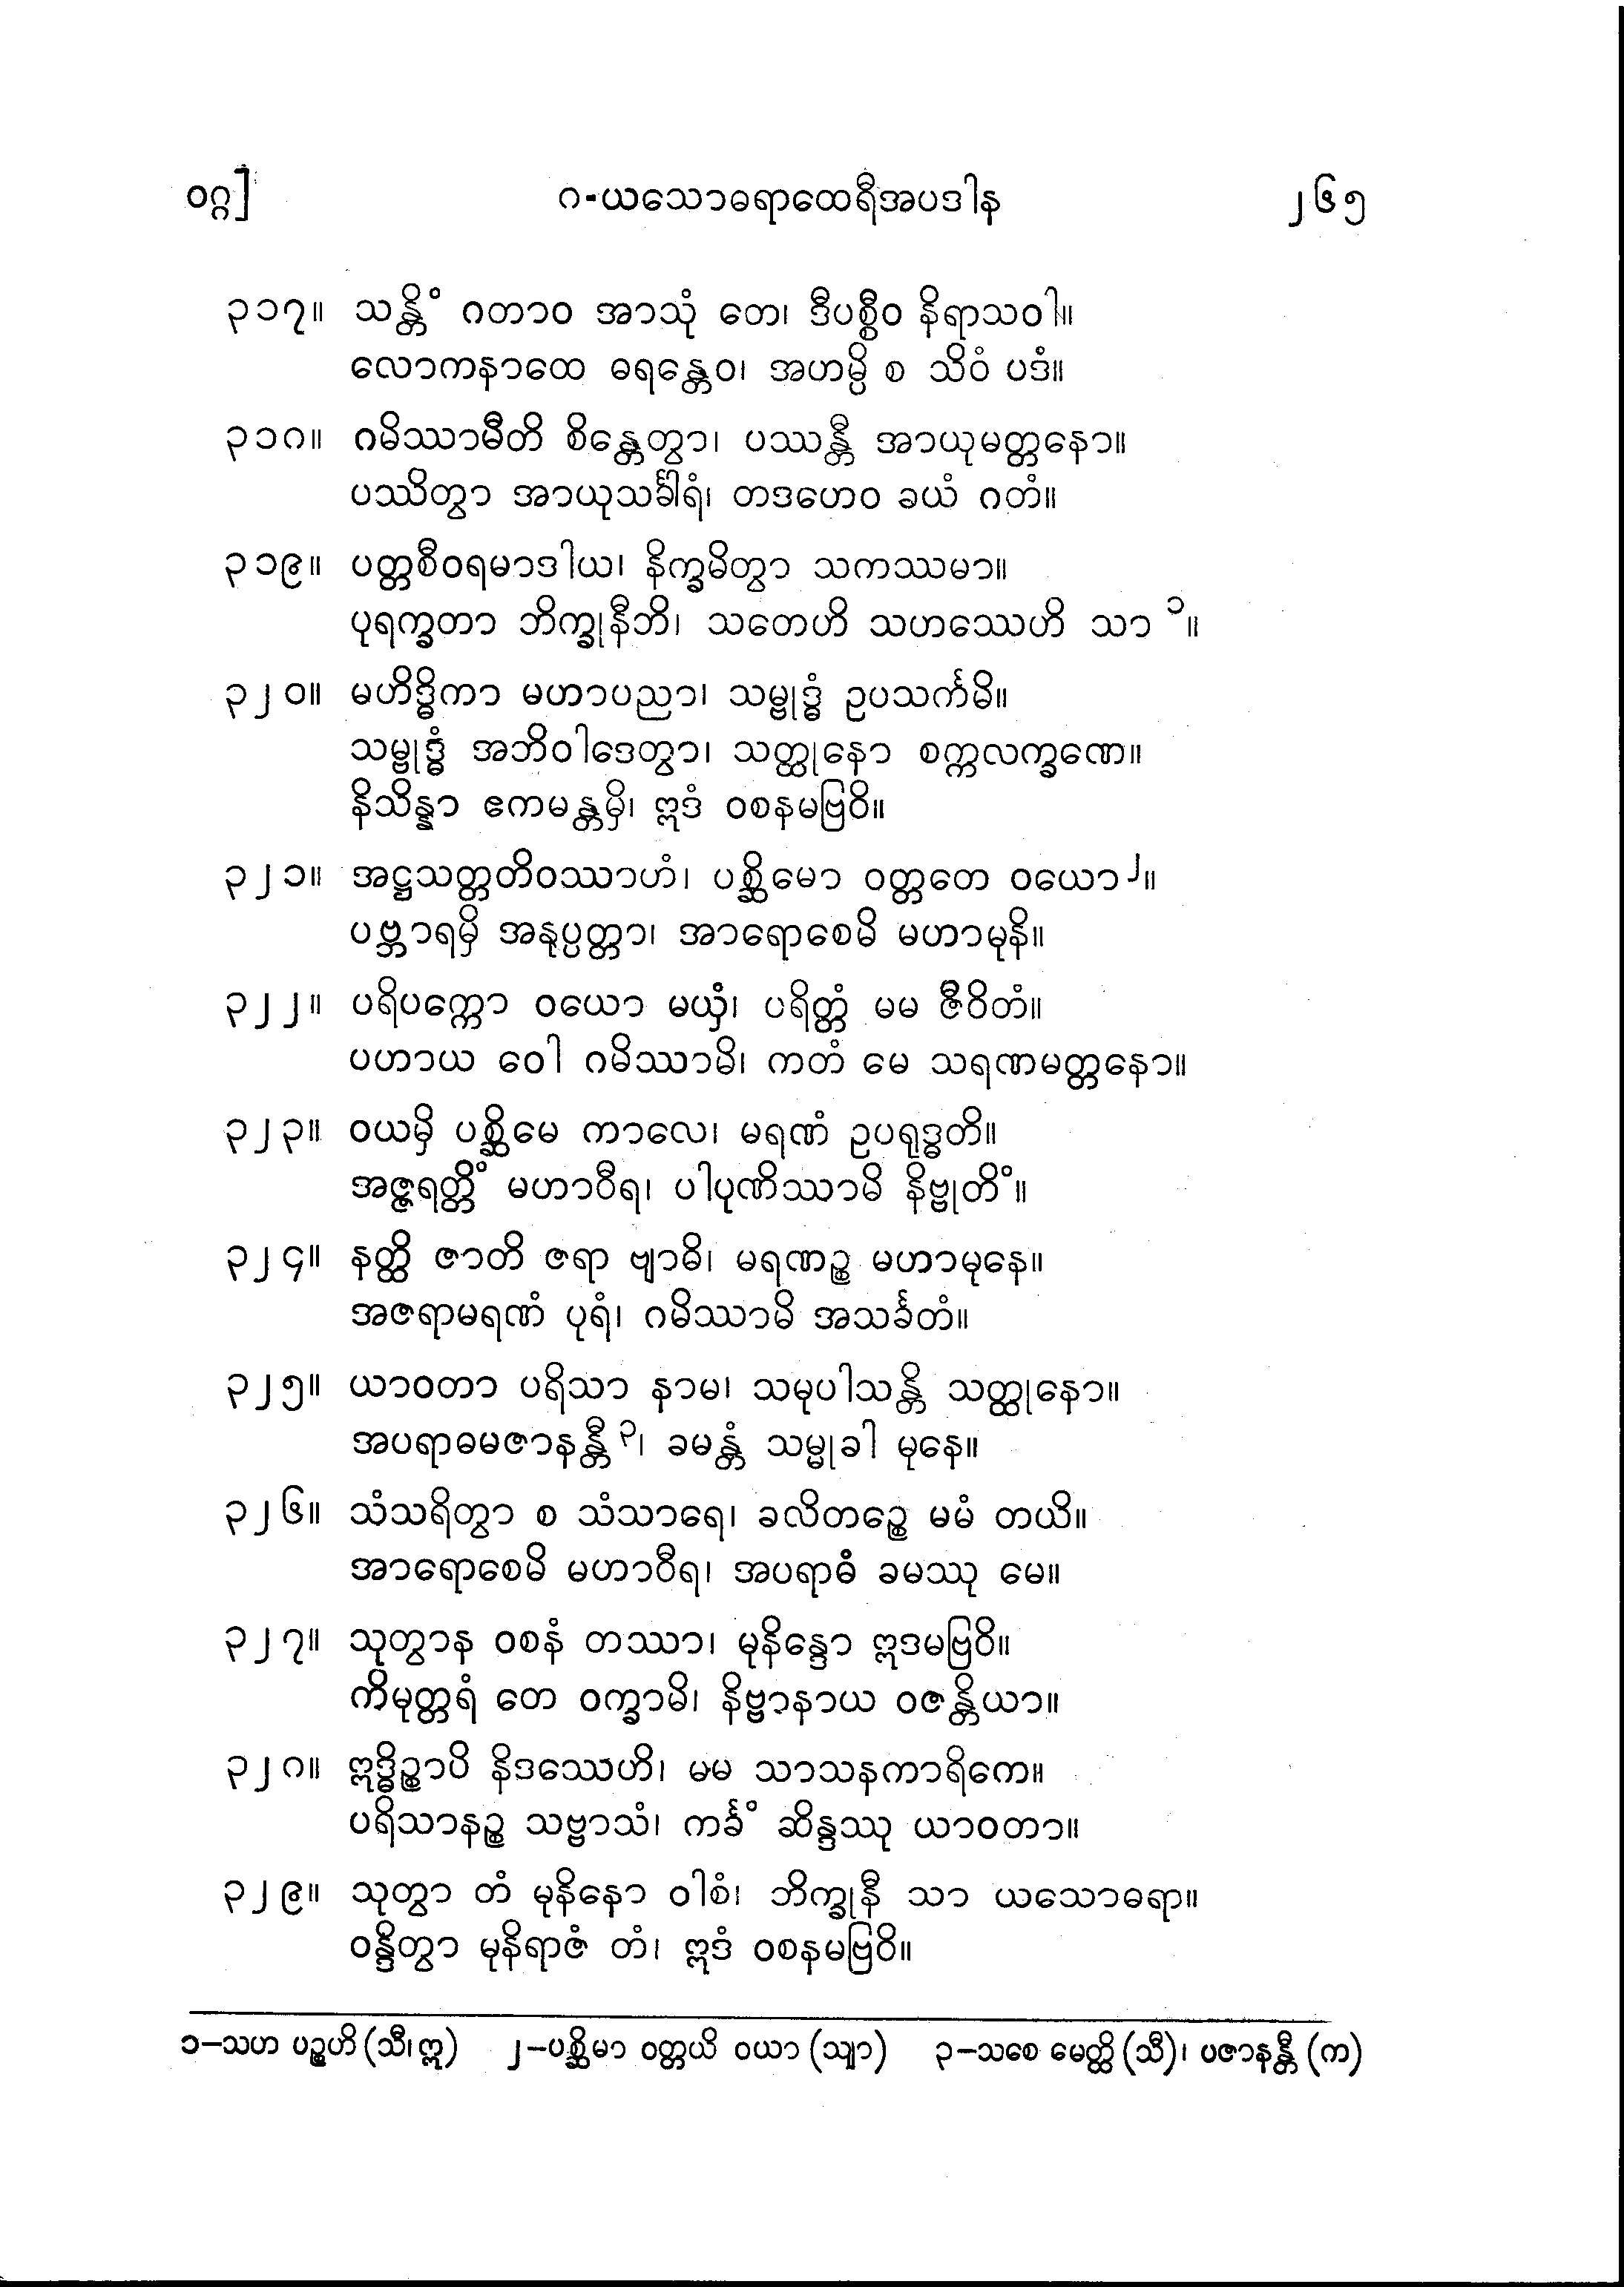 ဝဂ္ဂ] ဂ-ယသောဓရာထေရီအပဒါန ၂၆၅
၃၁၇။ သန္တိံ ဂတာဝ အာသုံ တေ၊ ဒီပစ္စီဝ နိရာသဝါ။
လောကနာထေ ဓရန္တေဝ၊ အဟမ္ပိ စ သိဝံ ပဒံ။
၃၁၈။ ဂမိဿာမီတိ စိန္တေတွာ၊ ပဿန္တီ အာယုမတ္တနော။
ပဿိတွာ အာယုသင်္ခါရံ၊ တဒဟေဝ ခယံ ဂတံ။
၃၁၉။ ပတ္တစီဝရမာဒါယ၊ နိက္ခမိတွာ သကဿမာ။
ပုရက္ခတာ ဘိက္ခုနီဘိ၊ သတေဟိ သဟဿေဟိ သာ ၁။
၃၂၀။ မဟိဒ္ဓိကာ မဟာပညာ၊ သမ္ဗုဒ္ဓံ ဥပသင်္ကမိ။
သမ္ဗုဒ္ဓံ အဘိဝါဒေတွာ၊ သတ္ထုနော စက္ကလက္ခဏေ။
နိသိန္နာ ဧကမန္တမှိ၊ ဣဒံ ဝစနမဗြဝိ။
၃၂၁။ အဋ္ဌသတ္တတိဝဿာဟံ၊ ပစ္ဆိမော ဝတ္တတေ ဝယော၂။
ပဗ္ဘာရမှိ အနုပ္ပတ္တာ၊ အာရောစေမိ မဟာမုနိ။
၃၂၂။ ပရိပက္ကော ဝယော မယှံ၊ ပရိတ္တံ မမ ဇီဝိတံ။
ပဟာယ ဝေါ ဂမိဿာမိ၊ ကတံ မေ သရဏမတ္တနော။
၃၂၃။ ဝယမှိ ပစ္ဆိမေ ကာလေ၊ မရဏံ ဥပရုဒ္ဓတိ။
အဇ္ဇရတ္တိံ မဟာဝီရ၊ ပါပုဏိဿာမိ နိဗ္ဗုတိံ။
၃၂၄။ နတ္ထိ ဇာတိ ဇရာ ဗျာဓိ၊ မရဏဉ္စ မဟာမုနေ။
အဇရာမရဏံ ပုရံ၊ ဂမိဿာမိ အသင်္ခတံ။
၃၂၅။ ယာဝတာ ပရိသာ နာမ၊ သမုပါသန္တိ သတ္ထုနော။
အပရာဓမဇာနန္တီ ၃၊ ခမန္တံ သမ္မုခါ မုနေ။
၃၂၆။ သံသရိတွာ စ သံသာရေ၊ ခလိတဉ္စေ မမံ တယိ။
အာရောစေမိ မဟာဝီရ၊ အပရာဓံ ခမဿု မေ။
၃၂၇။ သုတွာန ဝစနံ တဿာ၊ မုနိန္ဒော ဣဒမဗြဝိ။
ကိမုတ္တရံ တေ ဝက္ခာမိ၊ နိဗ္ဗာနာယ ဝဇန္တိယာ။
၃၂၈။ ဣဒ္ဓိဉ္စာပိ နိဒဿေဟိ၊ မမ သာသနကာရိကေ။
ပရိသာနဉ္စ သဗ္ဗာသံ၊ ကင်္ခံ ဆိန္ဒဿု ယာဝတာ။
၃၂၉။ သုတွာ တံ မုနိနော ဝါစံ၊ ဘိက္ခုနီ သာ ယသောဓရာ။
ဝန္ဒိတွာ မုနိရာဇံ တံ၊ ဣဒံ ဝစနမဗြဝိ။
၁–သဟ ပဉ္စဟိ (သီ၊ဣ) ၂–ပစ္ဆိမာ ဝတ္တယိ ဝယာ (သျာ) ၃–သစေ မေတ္ထိ (သီ)၊ ပဇာနန္တီ (က)